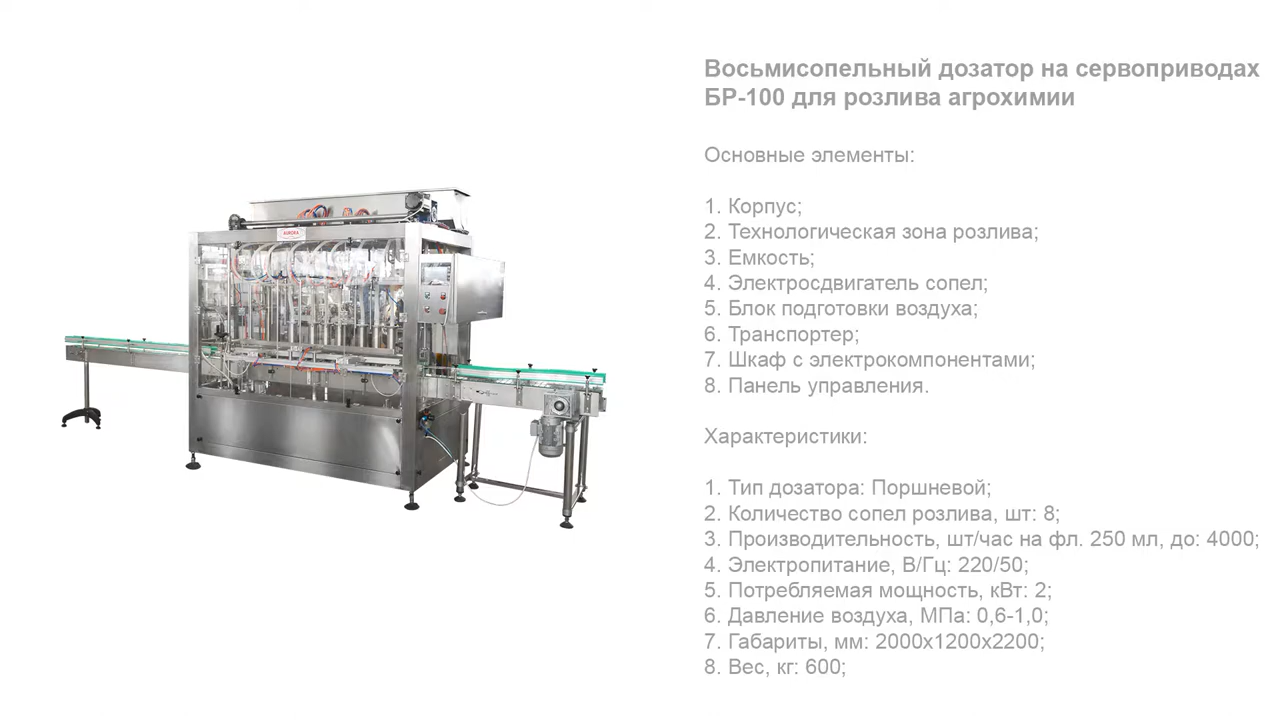 Восьмисопельный дозатор на сервоприводах
БР-100 для розлива агрохимии
Основные элементы:
1. Корпус;
2. Технологическая зона розлива;
3. Емкость;
4. Электросдвигатель сопел;
5. Блок подготовки воздуха;
6. Транспортер;
7. Шкаф с электрокомпонентами;
8. Панель управления.
Характеристики:
1. Тип дозатора: Поршневой;
2. Количество сопел розлива, шт: 8;
3. Производительность, шт/час на фл. 250 мл, до: 4000;
4. Электропитание, В/Гц: 220/50;
5. Потребляемая мощность, кВт: 2;
6. Давление воздуха, МПа: 0,6-1,0;
7. Габариты, мм: 2000х1200х2200;
8. Вес, кг: 600;
AURORA